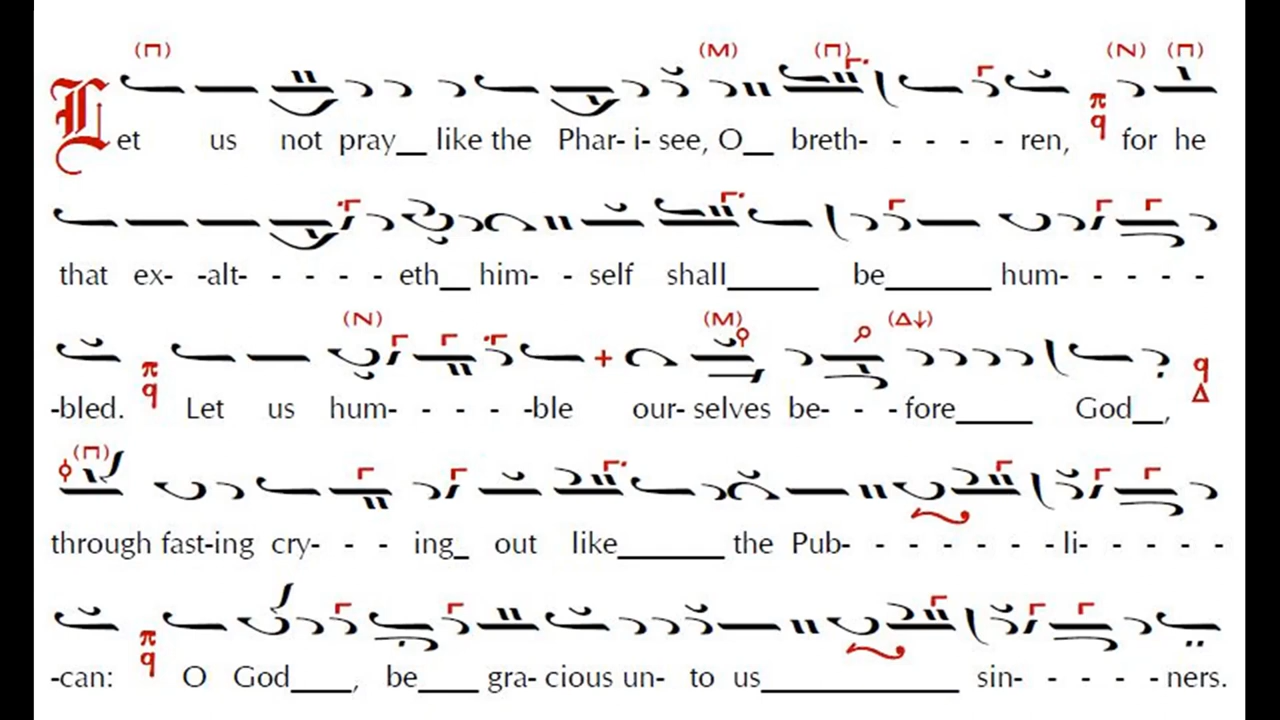 (Π) (M) (Π) (N) (Π)
Let us not pray__ like the Phar- i- see, O__ breth- - - - - ren, for he
that ex- -alt- - - - - - eth__ him- - self shall______ be_______ hum- - - - - -
(N) (M) (Δ↓)
-bled. Let us hum- - - - - -ble our- selves be- - - fore_____ God__,
(Π)
through fast-ing cry- - - - ing_ out like_______ the Pub- - - - - - - - li- - - - - -
-can: O God____, be____ gra- cious un- to us_____________ sin- - - - - - ners.